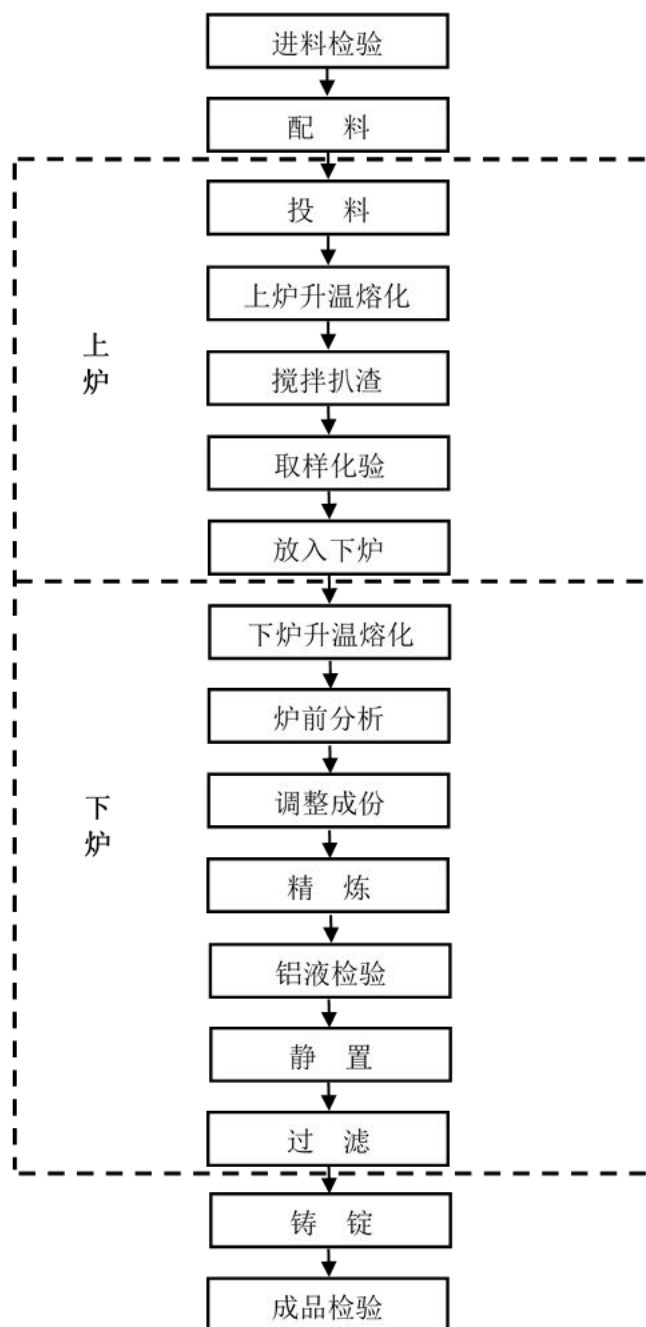 进料检验
配 料
投 料
上炉升温熔化
上
炉
搅拌扒渣
取样化验
放入下炉
下炉升温熔化
炉前分析
下
炉
调整成份
精 炼
铝液检验
静 置
过 滤
铸 锭
成品检验